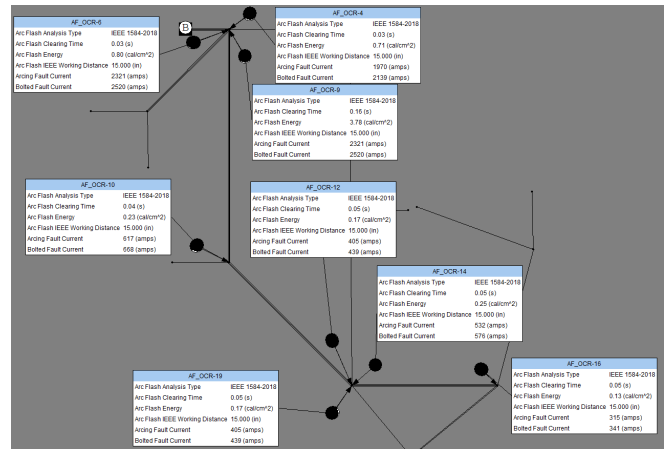 AF_OCR-6
Arc Flash Analysis Type IEEE 1584-2018
Arc Flash Clearing Time 0.03 (s)
Arc Flash Energy 0.80 (cal/cm^2)
Arc Flash IEEE Working Distance 15.000 (in)
Arcing Fault Current 2321 (amps)
Bolted Fault Current 2520 (amps)
B
AF_OCR-4
Arc Flash Analysis Type IEEE 1584-2018
Arc Flash Clearing Time 0.03 (s)
Arc Flash Energy 0.71 (cal/cm^2)
Arc Flash IEEE Working Distance 15.000 (in)
Arcing Fault Current 1970 (amps)
Bolted Fault Current 2139 (amps)
AF_OCR-9
Arc Flash Analysis Type IEEE 1584-2018
Arc Flash Clearing Time 0.16 (s)
Arc Flash Energy 3.78 (cal/cm^2)
Arc Flash IEEE Working Distance 15.000 (in)
Arcing Fault Current 2321 (amps)
Bolted Fault Current 2520 (amps)
AF_OCR-10
Arc Flash Analysis Type IEEE 1584-2018
Arc Flash Clearing Time 0.04 (s)
Arc Flash Energy 0.23 (cal/cm^2)
Arc Flash IEEE Working Distance 15.000 (in)
Arcing Fault Current 617 (amps)
Bolted Fault Current 668 (amps)
AF_OCR-12
Arc Flash Analysis Type IEEE 1584-2018
Arc Flash Clearing Time 0.05 (s)
Arc Flash Energy 0.17 (cal/cm^2)
Arc Flash IEEE Working Distance 15.000 (in)
Arcing Fault Current 405 (amps)
Bolted Fault Current 439 (amps)
AF_OCR-14
Arc Flash Analysis Type IEEE 1584-2018
Arc Flash Clearing Time 0.05 (s)
Arc Flash Energy 0.25 (cal/cm^2)
Arc Flash IEEE Working Distance 15.000 (in)
Arcing Fault Current 532 (amps)
Bolted Fault Current 576 (amps)
AF_OCR-19
Arc Flash Analysis Type IEEE 1584-2018
Arc Flash Clearing Time 0.05 (s)
Arc Flash Energy 0.17 (cal/cm^2)
Arc Flash IEEE Working Distance 15.000 (in)
Arcing Fault Current 405 (amps)
Bolted Fault Current 439 (amps)
AF_OCR-16
Arc Flash Analysis Type IEEE 1584-2018
Arc Flash Clearing Time 0.05 (s)
Arc Flash Energy 0.13 (cal/cm^2)
Arc Flash IEEE Working Distance 15.000 (in)
Arcing Fault Current 315 (amps)
Bolted Fault Current 341 (amps)